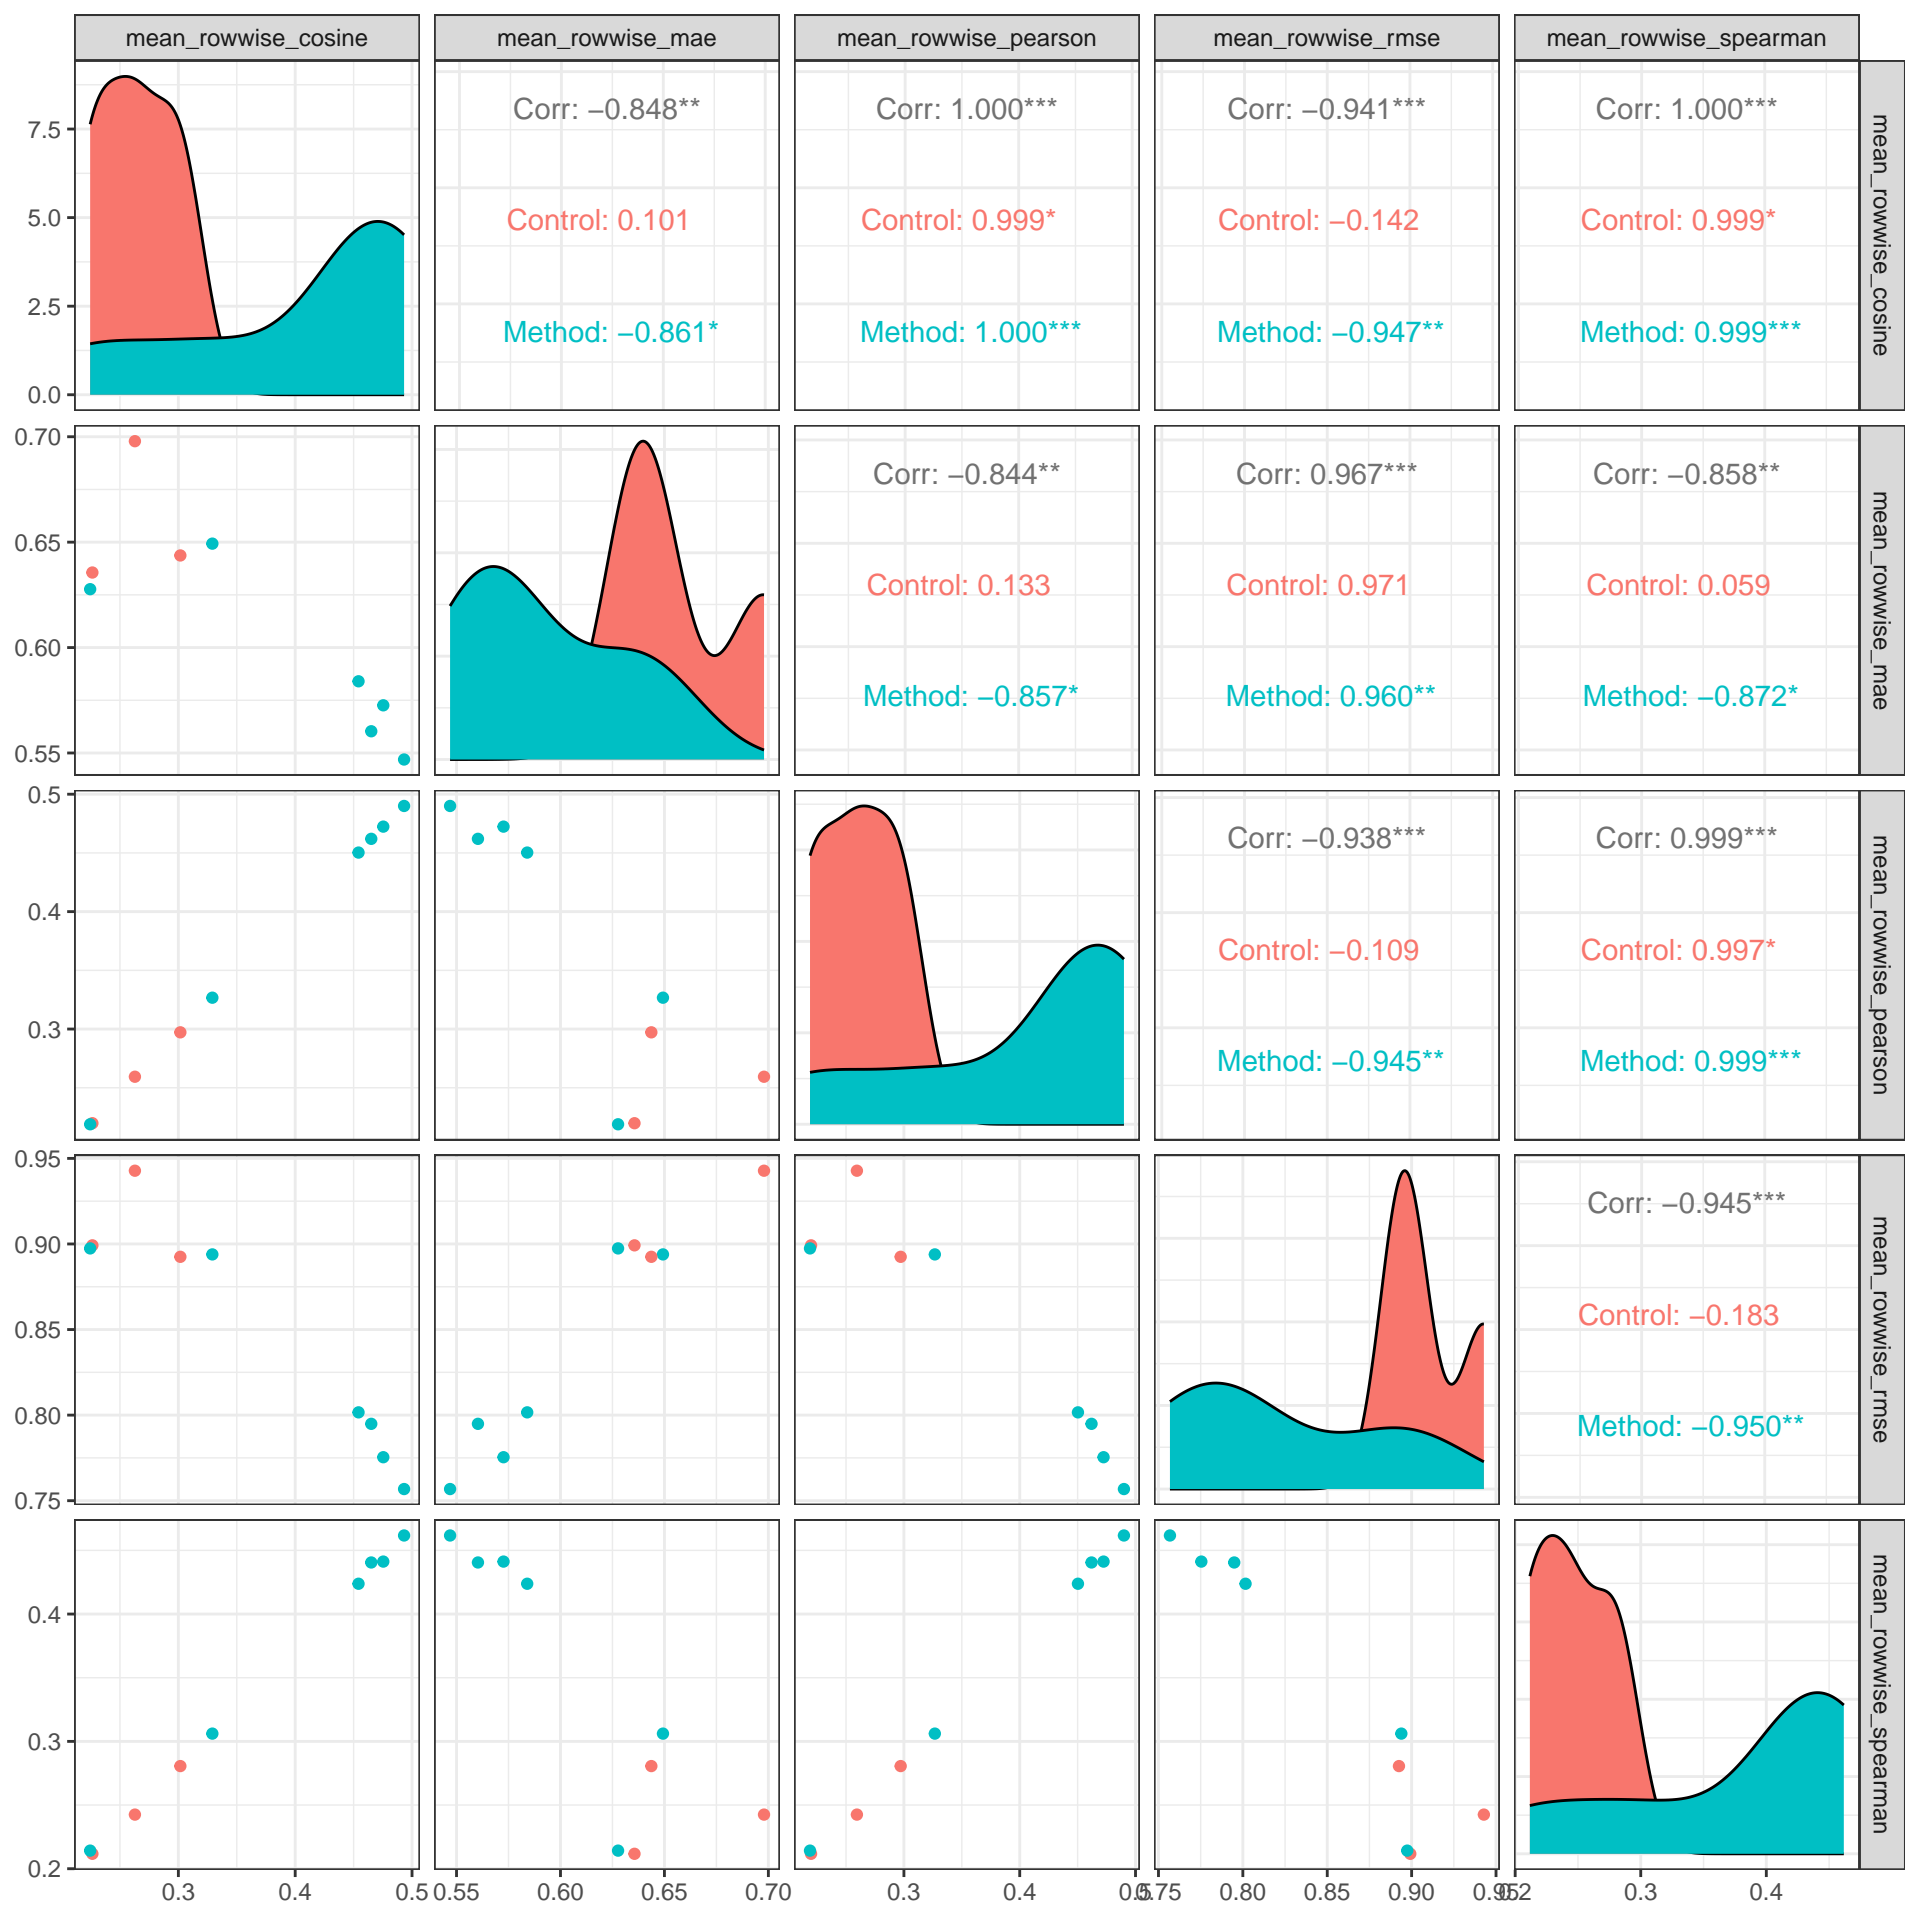 mean_rowwise_cosine mean_rowwise_mae mean_rowwise_pearson mean_rowwise_rmse mean_rowwise_spearman
7.5
5.0
2.5
0.0
Corr: −0.848**
Control: 0.101
Method: −0.861*
Corr: 1.000***
Control: 0.999*
Method: 1.000***
Corr: −0.941***
Control: −0.142
Method: −0.947**
Corr: 1.000***
Control: 0.999*
Method: 0.999***
mean_rowwise_cosine
0.70
0.65
0.60
0.55
Corr: −0.844**
Control: 0.133
Method: −0.857*
Corr: 0.967***
Control: 0.971
Method: 0.960**
Corr: −0.858**
Control: 0.059
Method: −0.872*
mean_rowwise_mae
0.5
0.4
0.3
Corr: −0.938***
Control: −0.109
Method: −0.945**
Corr: 0.999***
Control: 0.997*
Method: 0.999***
mean_rowwise_pearson
0.95
0.90
0.85
0.80
0.75
Corr: −0.945***
Control: −0.183
Method: −0.950**
mean_rowwise_rmse
0.4
0.3
0.2
mean_rowwise_spearman
0.3 0.4 0.5 0.55 0.60 0.65 0.70 0.3 0.4 0.5 0.75 0.80 0.85 0.90 0.95 0.2 0.3 0.4